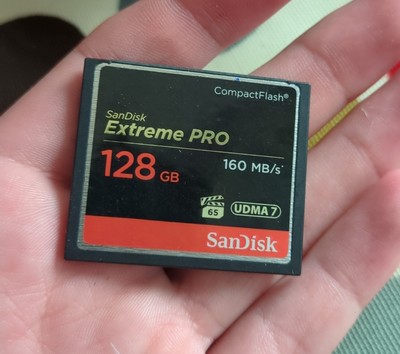 CompactFlash®
SanDisk
Extreme PRO
128 GB
160 MB/s*
65
UDMA 7
SanDisk